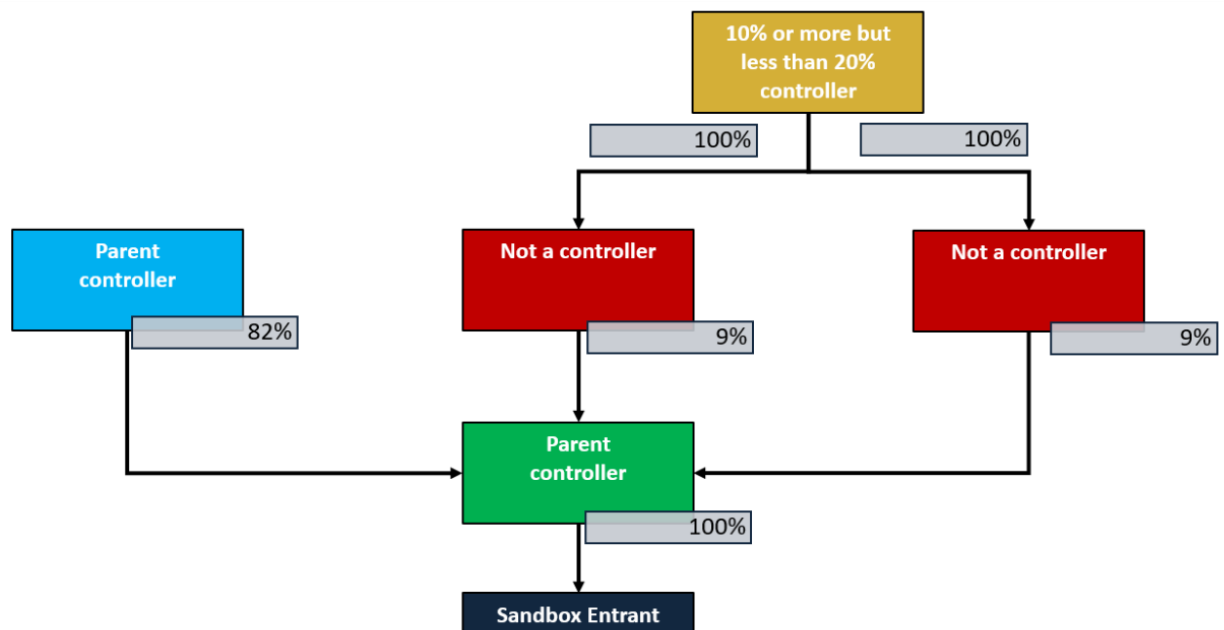 10% or more but
less than 20%
controller
100%
100%
Parent
controller
82%
Not a controller
9%
Not a controller
9%
Parent
controller
100%
Sandbox Entrant